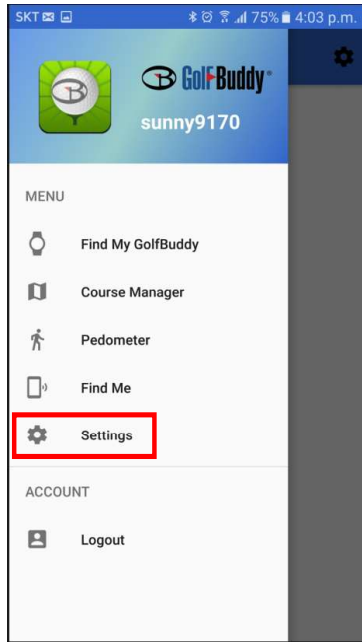 SKT 75% 4:03 p.m.
B GolfBuddy
sunny9170
MENU
Find My GolfBuddy
Course Manager
Pedometer
Find Me
Settings
ACCOUNT
Logout